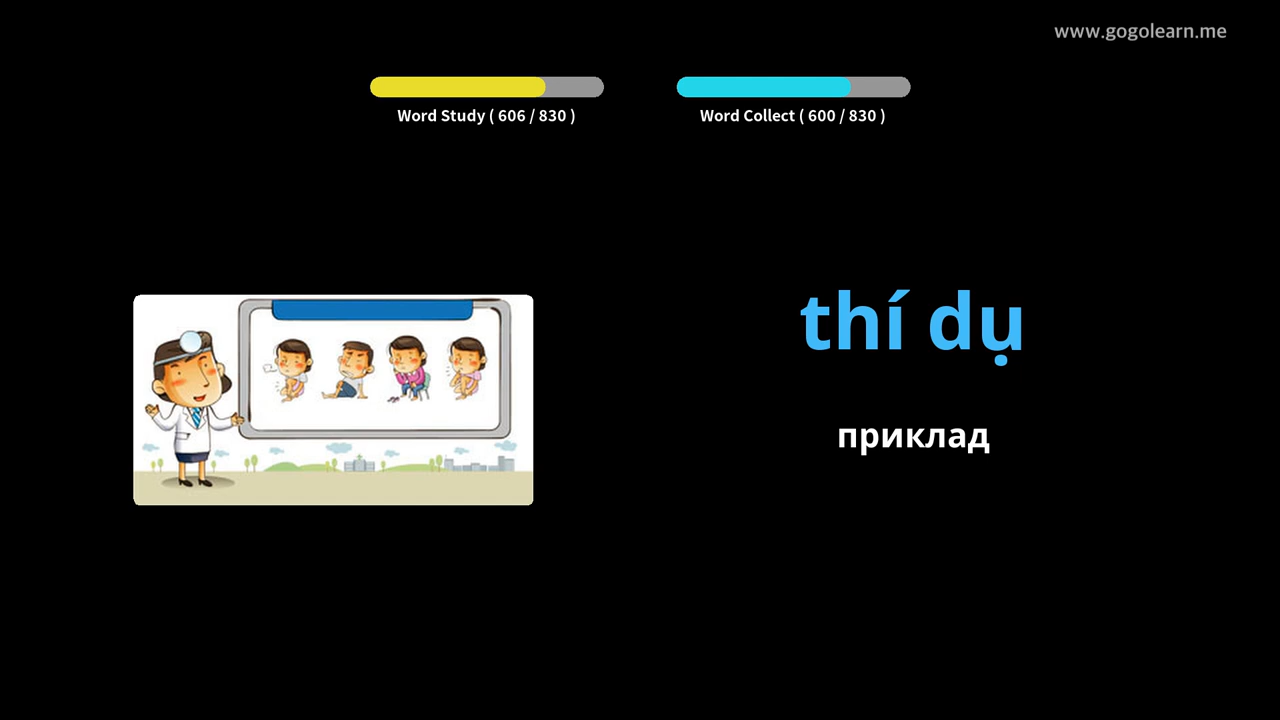 www.gogolearn.me
Word Study ( 606 / 830 )
Word Collect ( 600 / 830 )
thí dụ
приклад